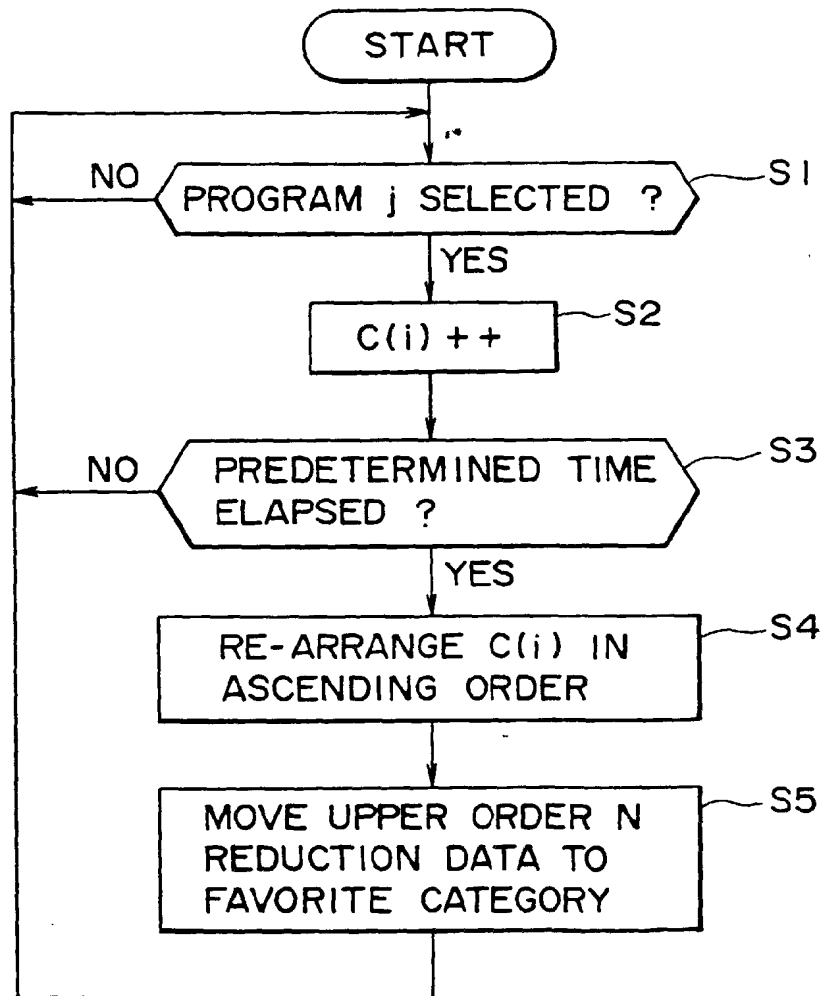 START
NO
PROGRAM j SELECTED ?
S1
YES
C(i)++
S2
NO
PREDETERMINED TIME
ELAPSED ?
S3
YES
RE-ARRANGE C(i) IN
ASCENDING ORDER
S4
MOVE UPPER ORDER N
REDUCTION DATA TO
FAVORITE CATEGORY
S5